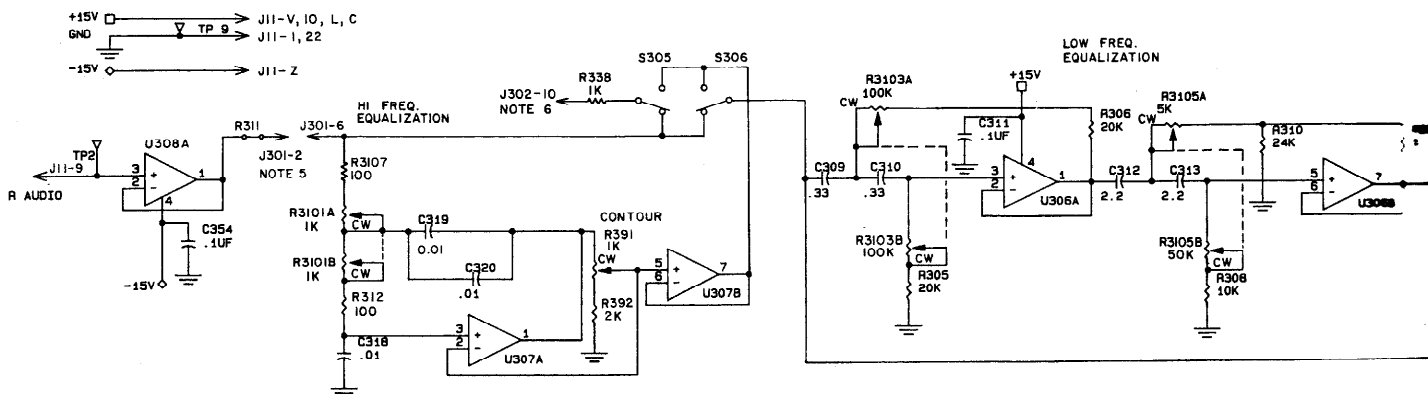 +15V
J11-V, 10, L, C
GND
TP 9
J11-1, 22
-15V
J11-Z
S305
S306
LOW FREQ.
EQUALIZATION
+15V
R338
1K
J302-10
NOTE 6
R3103A
100K
CW
R3105A
5K
CW
HI FREQ.
EQUALIZATION
C311
.1UF
R306
20K
R310
24K
R311
J301-6
J301-2
NOTE 5
U308A
TP2
J11-9
3
2
1
4
R AUDIO
C354
.1UF
-15V
R3107
100
R3101A
1K
CW
R3101B
1K
CW
R312
100
C318
.01
C319
0.01
C320
.01
CONTOUR
R391
1K
CW
R392
2K
3
2
1
U307A
5
6
7
U307B
C309
.33
C310
.33
3
2
4
1
U306A
R3103B
100K
CW
R305
20K
C312
2.2
C313
2.2
5
6
7
U306B
R3105B
50K
CW
R308
10K